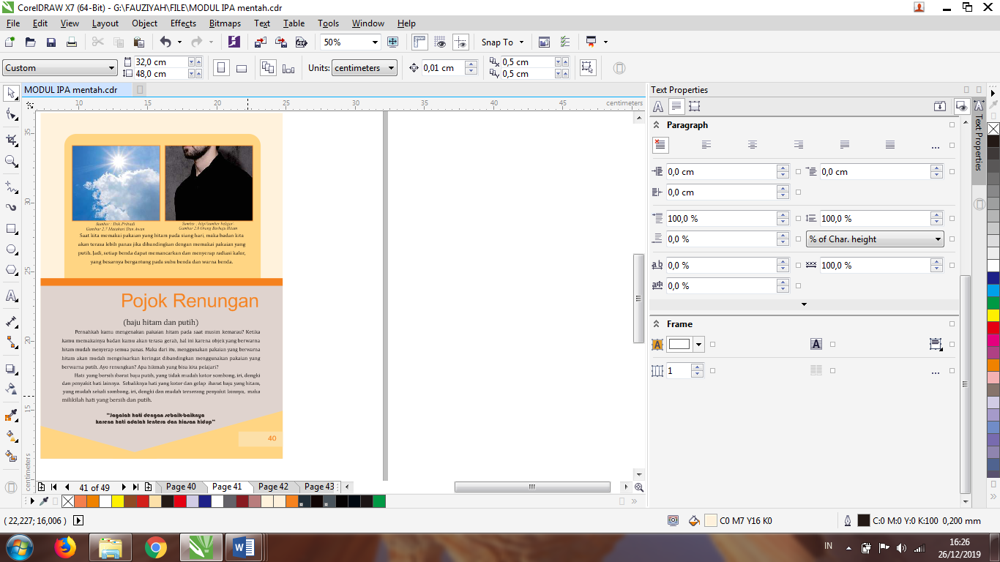 CorelDRAW X7 (64-Bit) - G:\FAUZIYAH\FILE\MODUL IPA mentah.cdr
File Edit View Layout Object Effects Bitmaps Text Table Tools Window Help
50% Snap To
Custom 32,0 cm 48,0 cm Units: centimeters 0,01 cm 0,5 cm 0,5 cm
MODUL IPA mentah.cdr
10 15 20 25 30 35 40 45 centimeters
35
30
25
20
15
centimeters
Sumber : Dok.Pribadi
Gambar 2.7 Matahari Dan Awan
Sumber : http//sumber belajar
Gambar 2.8 Orang Berbaju Hitam
Saat kita memakai pakaian yang hitam pada siang hari, maka badan kita
akan terasa lebih panas jika dibandingkan dengan memakai pakaian yang
putih. Jadi, setiap benda dapat memancarkan dan menyerap radiasi kalor,
yang besarnya bergantung pada suhu benda dan warna benda.
Pojok Renungan
(baju hitam dan putih)
Pernahkah kamu mengenakan pakaian hitam pada saat musim kemarau? Ketika
kamu memakainya badan kamu akan terasa gerah, hal ini karena objek yang berwarna
hitam mudah menyerap semua panas. Maka dari itu, menggunakan pakaian yang berwarna
hitam akan mudah mengeluarkan keringat dibandingkan menggunakan pakaian yang
berwarna putih. Ayo renungkan? Apa hikmah yang bisa kita pelajari?
Hati yang bersih ibarat baju putih, yang tidak mudah kotor sombong, iri, dengki
dan penyakit hati lainnya. Sebaliknya hati yang kotor dan gelap ibarat baju yang hitam,
yang mudah sekali sombong, iri, dengki dan mudah terserang penyakit lainnya, maka
milikilah hati yang bersih dan putih.
"Jagalah hati dengan sebaik-baiknya
karena hati adalah lentera dan hiasan hidup"
40
41 of 49 Page 40 Page 41 Page 42 Page 43
( 22,227; 16,006 ) C0 M7 Y16 K0 C:0 M:0 Y:0 K:100 0,200 mm
Text Properties
Paragraph
0,0 cm 0,0 cm
0,0 cm
100,0 % 100,0 %
0,0 % % of Char. height
0,0 % 100,0 %
0,0 %
Frame
1
Text Properties
IN
16:26
26/12/2019